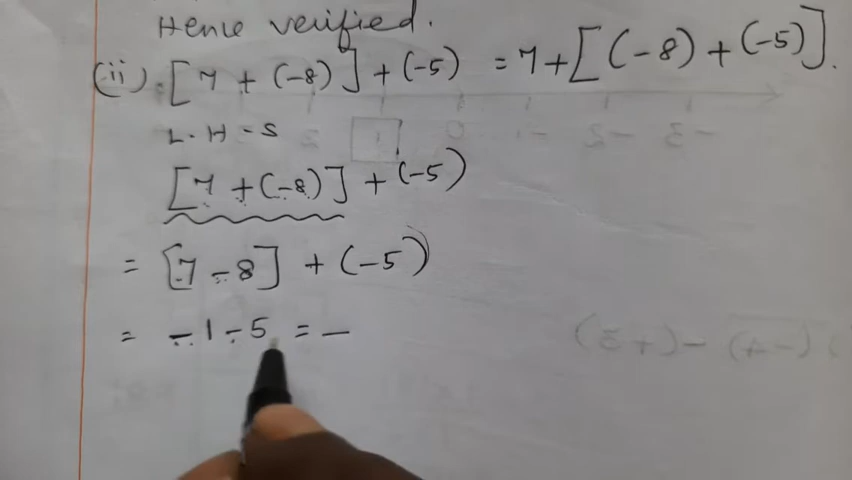 Hence verified.
(ii). [7 + (-8)] + (-5) = 7 + [(-8) + (-5)].
L.H-S
[7 + (-8)] + (-5)
= [7 - 8] + (-5)
= -1 - 5 = -